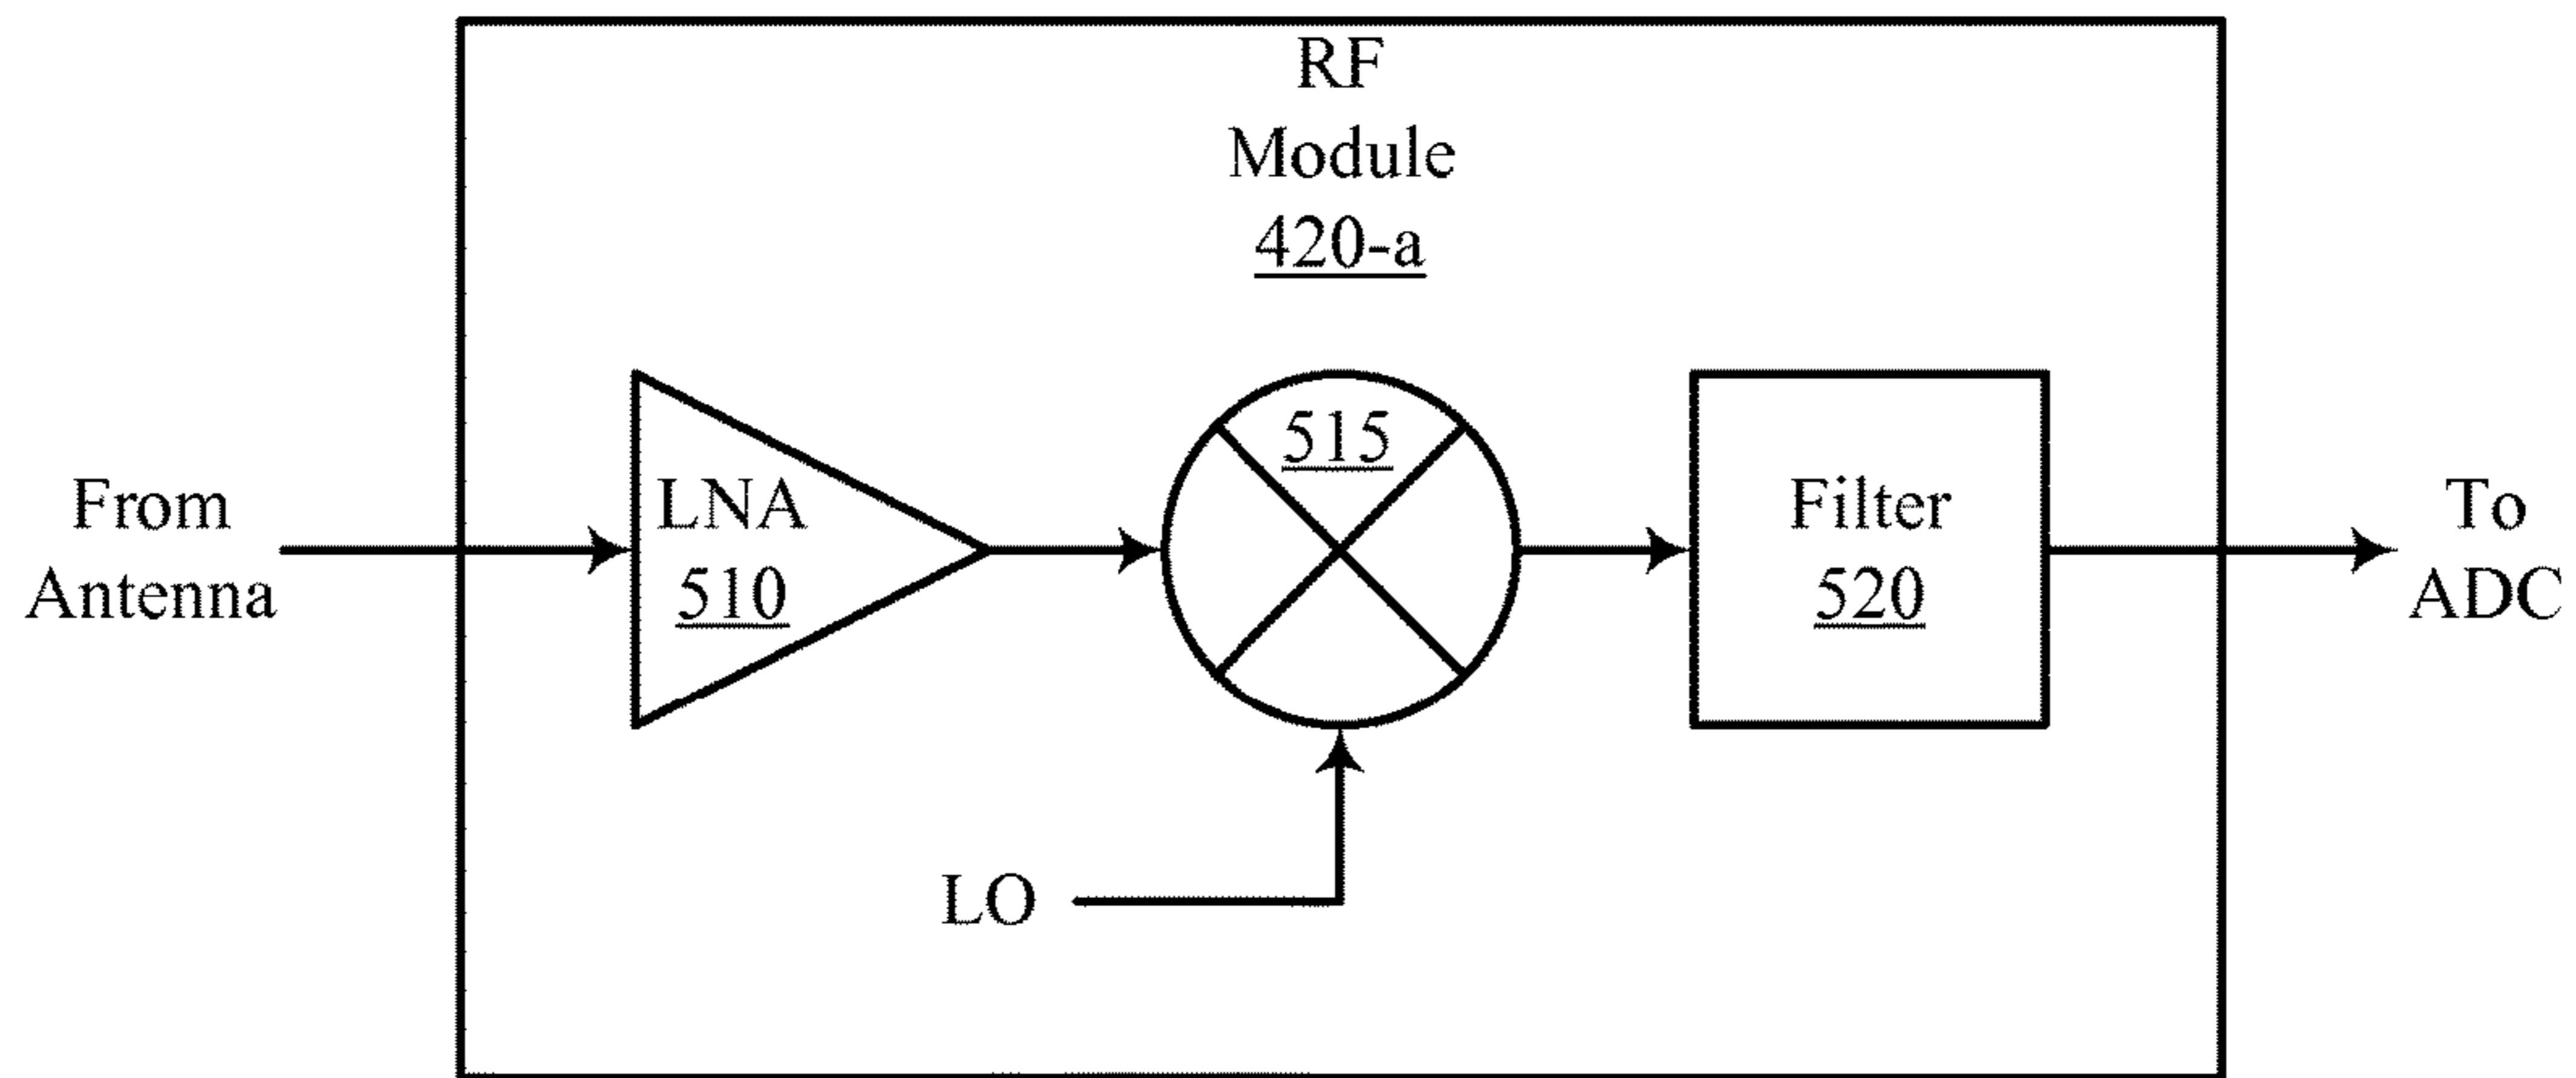 RF
Module
420-a
From
Antenna
LNA
510
515
Filter
520
To
ADC
LO